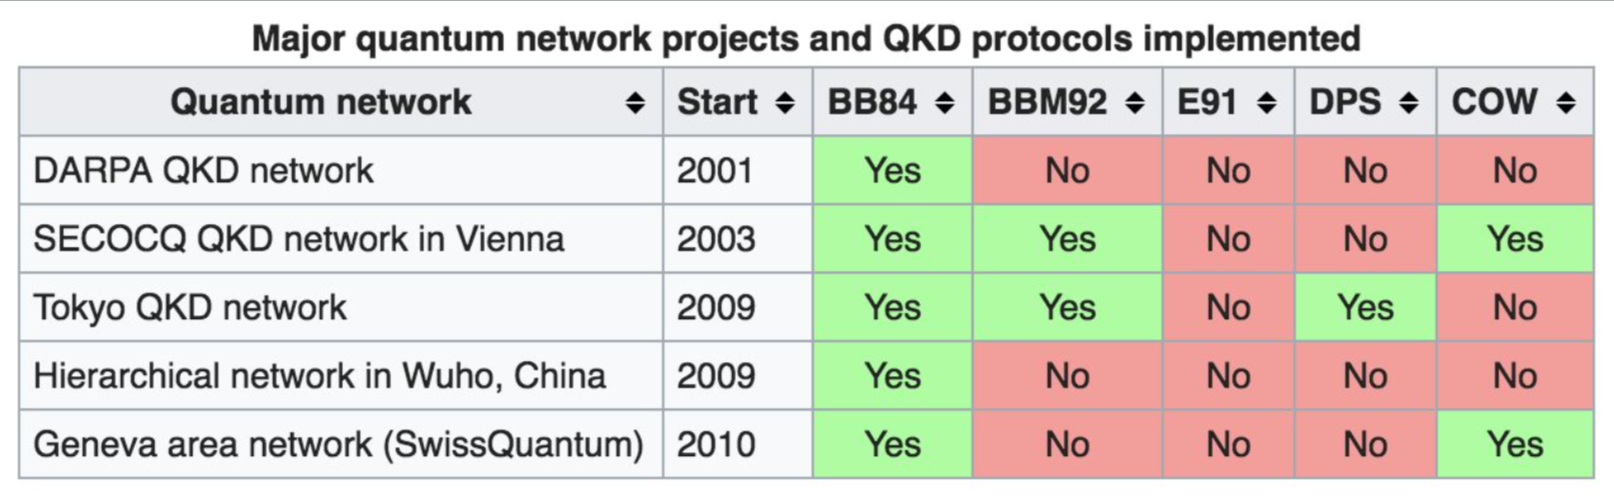 Major quantum network projects and QKD protocols implemented
Quantum network Start BB84 BBM92 E91 DPS COW
DARPA QKD network 2001 Yes No No No No
SECOCQ QKD network in Vienna 2003 Yes Yes No No Yes
Tokyo QKD network 2009 Yes Yes No Yes No
Hierarchical network in Wuho, China 2009 Yes No No No No
Geneva area network (SwissQuantum) 2010 Yes No No No Yes